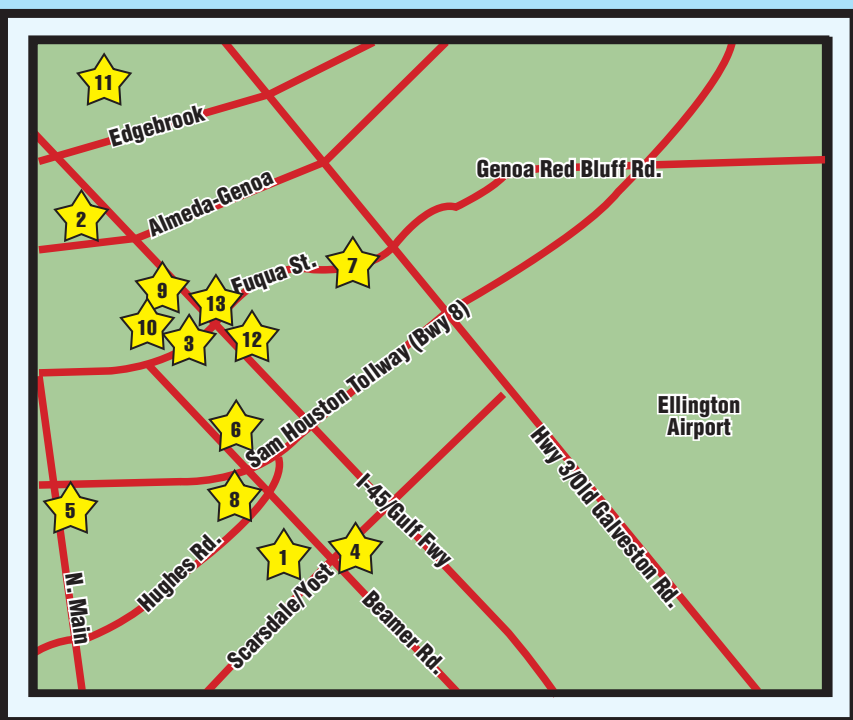 11
Edgebrook
Genoa Red Bluff Rd.
Almeda-Genoa
2
Fuqua St.
7
9
13
10
3
12
Sam Houston Tollway (Bwy 8)
Ellington
Airport
6
Hwy 3/Old Galveston Rd.
8
5
I-45/Gulf Fwy
Hughes Rd.
1
4
N. Main
Scarsdale/Yost
Beamer Rd.